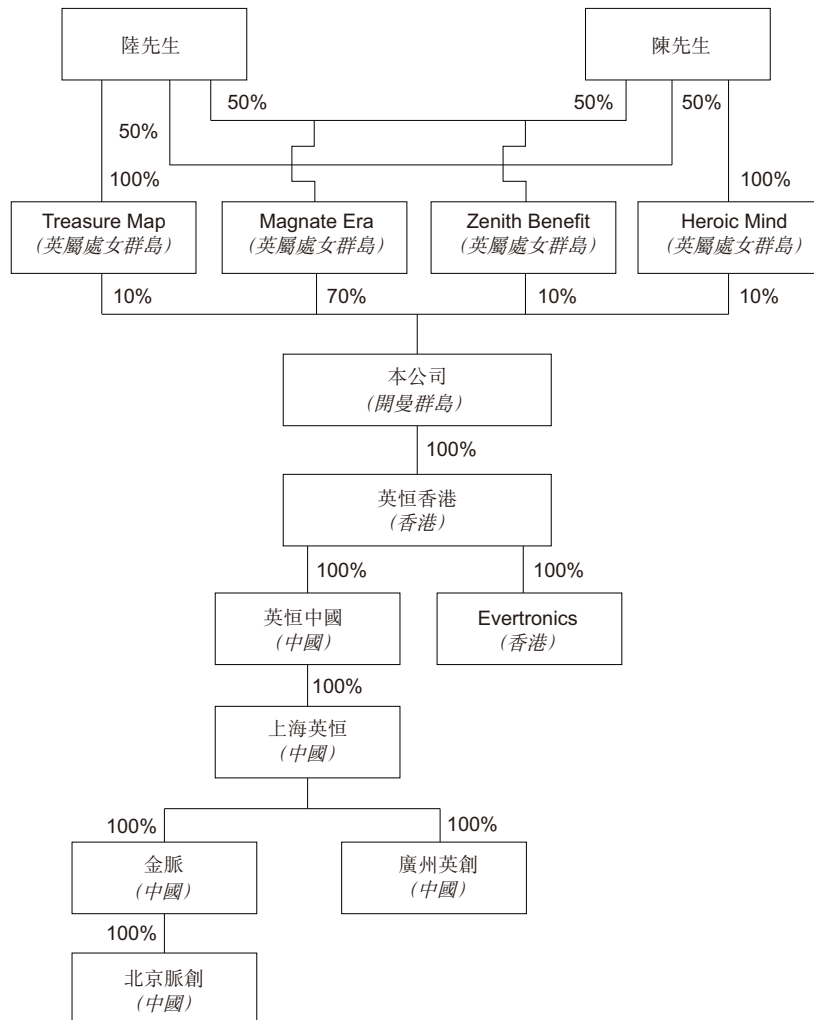 陸先生
陳先生
50%
50%
50%
50%
100%
100%
Treasure Map
(英屬處女群島)
Magnate Era
(英屬處女群島)
Zenith Benefit
(英屬處女群島)
Heroic Mind
(英屬處女群島)
10%
70%
10%
10%
本公司
(開曼群島)
100%
英恒香港
(香港)
100%
100%
英恒中國
(中國)
Evertronics
(香港)
100%
上海英恒
(中國)
100%
100%
金脈
(中國)
廣州英創
(中國)
100%
北京脈創
(中國)